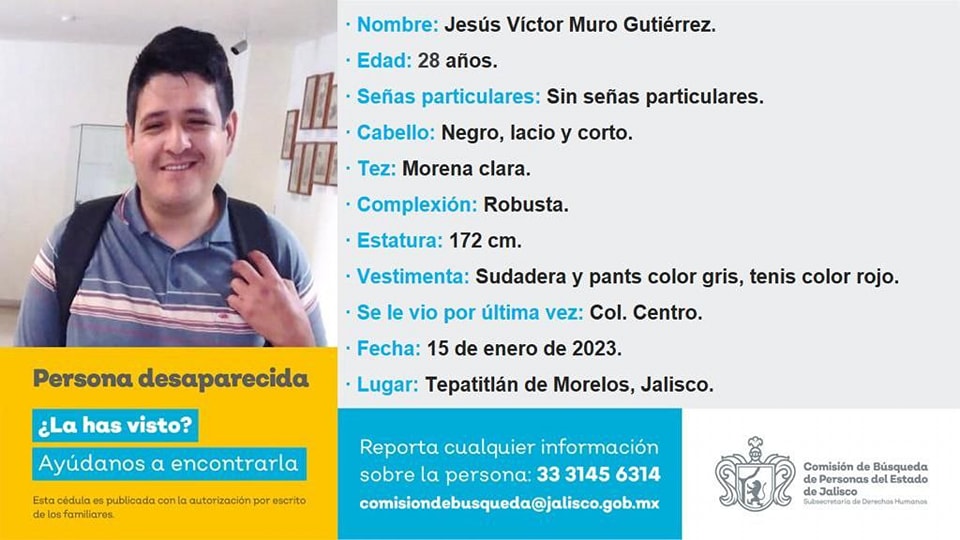 · Nombre: Jesús Víctor Muro Gutiérrez.
· Edad: 28 años.
· Señas particulares: Sin señas particulares.
· Cabello: Negro, lacio y corto.
· Tez: Morena clara.
· Complexión: Robusta.
· Estatura: 172 cm.
· Vestimenta: Sudadera y pants color gris, tenis color rojo.
· Se le vio por última vez: Col. Centro.
· Fecha: 15 de enero de 2023.
· Lugar: Tepatitlán de Morelos, Jalisco.
Persona desaparecida
¿La has visto?
Ayúdanos a encontrarla
Esta cédula es publicada con la autorización por escrito
de los familiares.
Reporta cualquier información
sobre la persona: 33 3145 6314
comisiondebusqueda@jalisco.gob.mx
Comisión de Búsqueda
de Personas del Estado
de Jalisco
Subsecretaría de Derechos Humanos